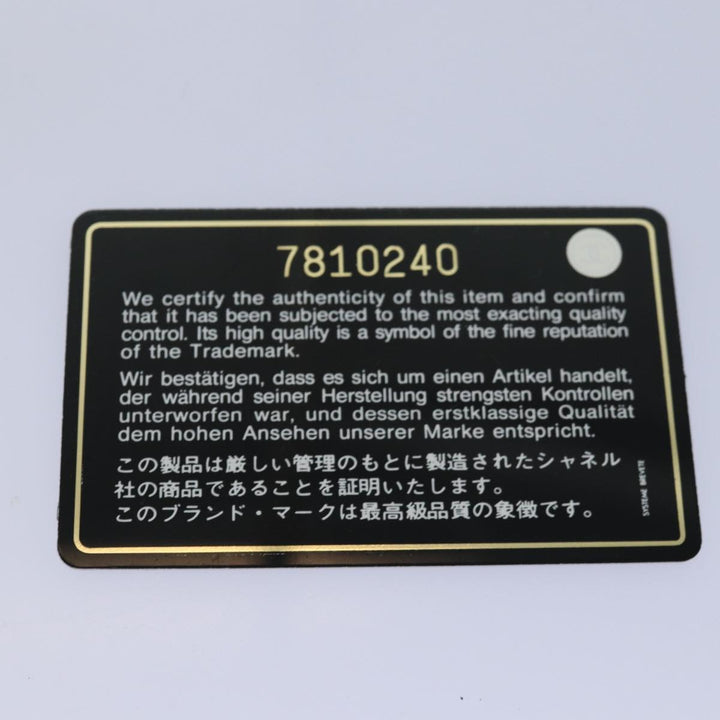 7810240
We certify the authenticity of this item and confirm
that it has been subjected to the most exacting quality
control. Its high quality is a symbol of the fine reputation
of the Trademark.
Wir bestätigen, dass es sich um einen Artikel handelt,
der während seiner Herstellung strengsten Kontrollen
unterworfen war, und dessen erstklassige Qualität
dem hohen Ansehen unserer Marke entspricht.
この製品は厳しい管理のもとに製造されたシャネル
社の商品であることを証明いたします。
このブランド・マークは最高級品質の象徴です。
SYSTEME BREVETE